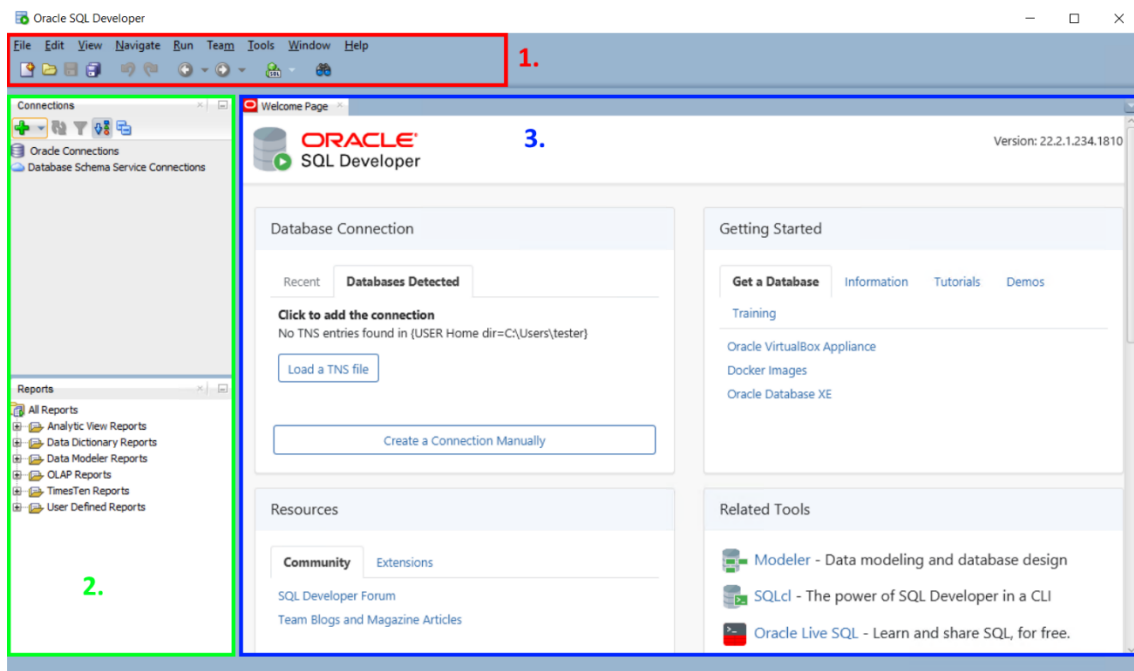 Oracle SQL Developer
File Edit View Navigate Run Team Tools Window Help
1.
SQL
Connections
Oracle Connections
Database Schema Service Connections
Reports
All Reports
Analytic View Reports
Data Dictionary Reports
Data Modeler Reports
OLAP Reports
TimesTen Reports
User Defined Reports
2.
Welcome Page
3.
ORACLE
SQL Developer
Version: 22.2.1.234.1810
Database Connection
Recent Databases Detected
Click to add the connection
No TNS entries found in {USER Home dir=C:\Users\tester}
Load a TNS file
Create a Connection Manually
Getting Started
Get a Database Information Tutorials Demos
Training
Oracle VirtualBox Appliance
Docker Images
Oracle Database XE
Resources
Community Extensions
SQL Developer Forum
Team Blogs and Magazine Articles
Related Tools
Modeler - Data modeling and database design
SQLcl - The power of SQL Developer in a CLI
Oracle Live SQL - Learn and share SQL, for free.